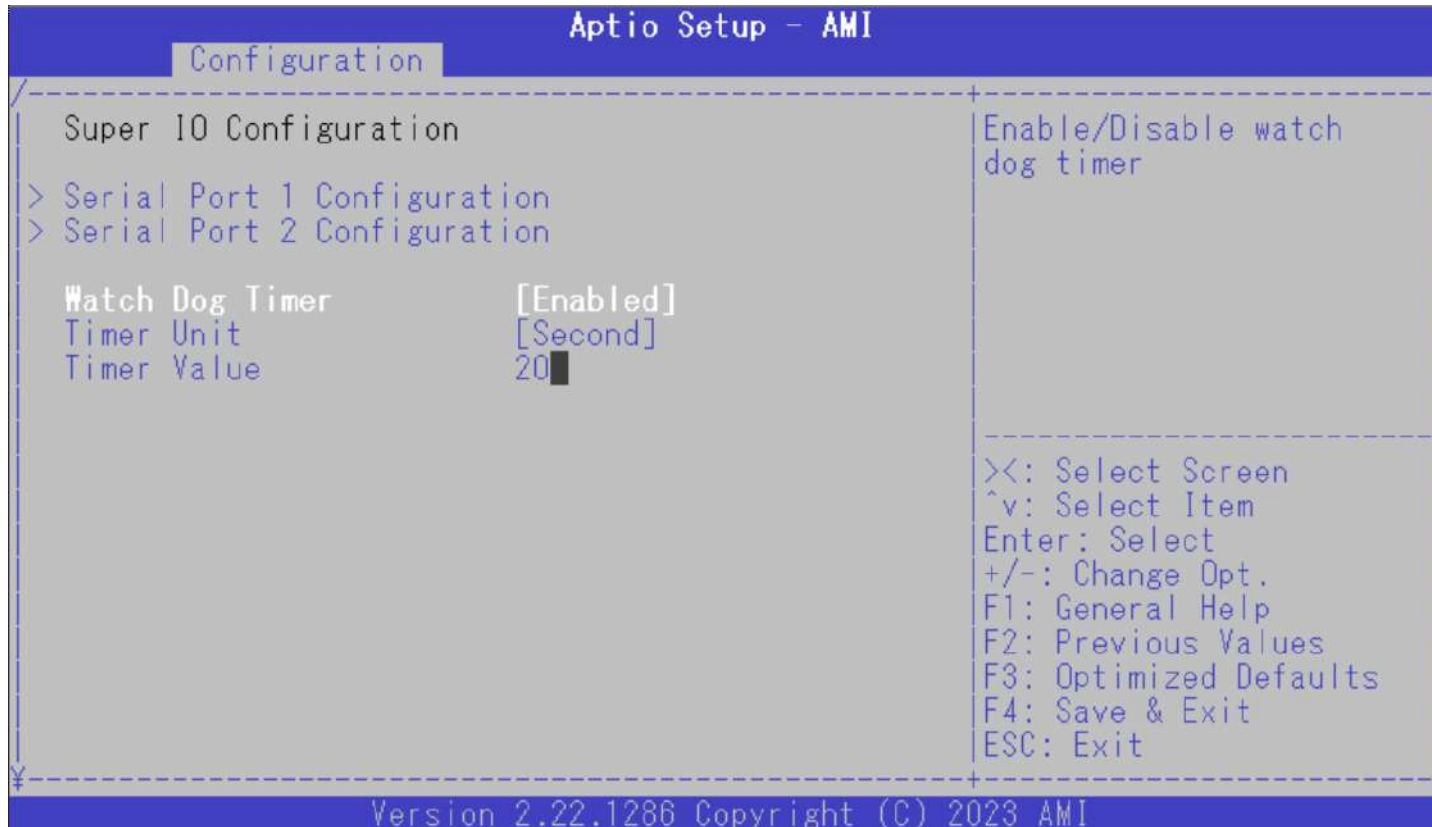 Aptio Setup - AMI
Configuration
Super IO Configuration
> Serial Port 1 Configuration
> Serial Port 2 Configuration
Watch Dog Timer [Enabled]
Timer Unit [Second]
Timer Value 20
Enable/Disable watch
dog timer
><: Select Screen
^v: Select Item
Enter: Select
+/-: Change Opt.
F1: General Help
F2: Previous Values
F3: Optimized Defaults
F4: Save & Exit
ESC: Exit
Version 2.22.1286 Copyright (C) 2023 AMI